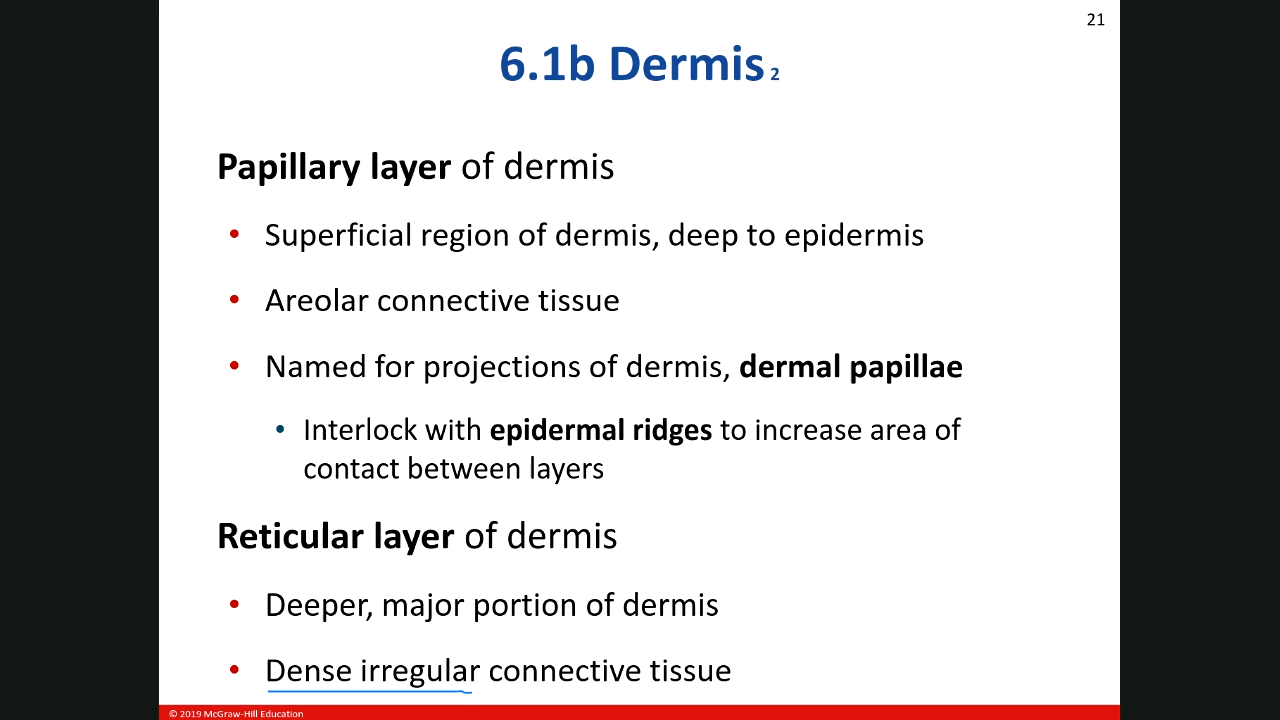 21
6.1b Dermis 2
Papillary layer of dermis
• Superficial region of dermis, deep to epidermis
• Areolar connective tissue
• Named for projections of dermis, dermal papillae
• Interlock with epidermal ridges to increase area of
contact between layers
Reticular layer of dermis
• Deeper, major portion of dermis
• Dense irregular connective tissue
© 2019 McGraw-Hill Education